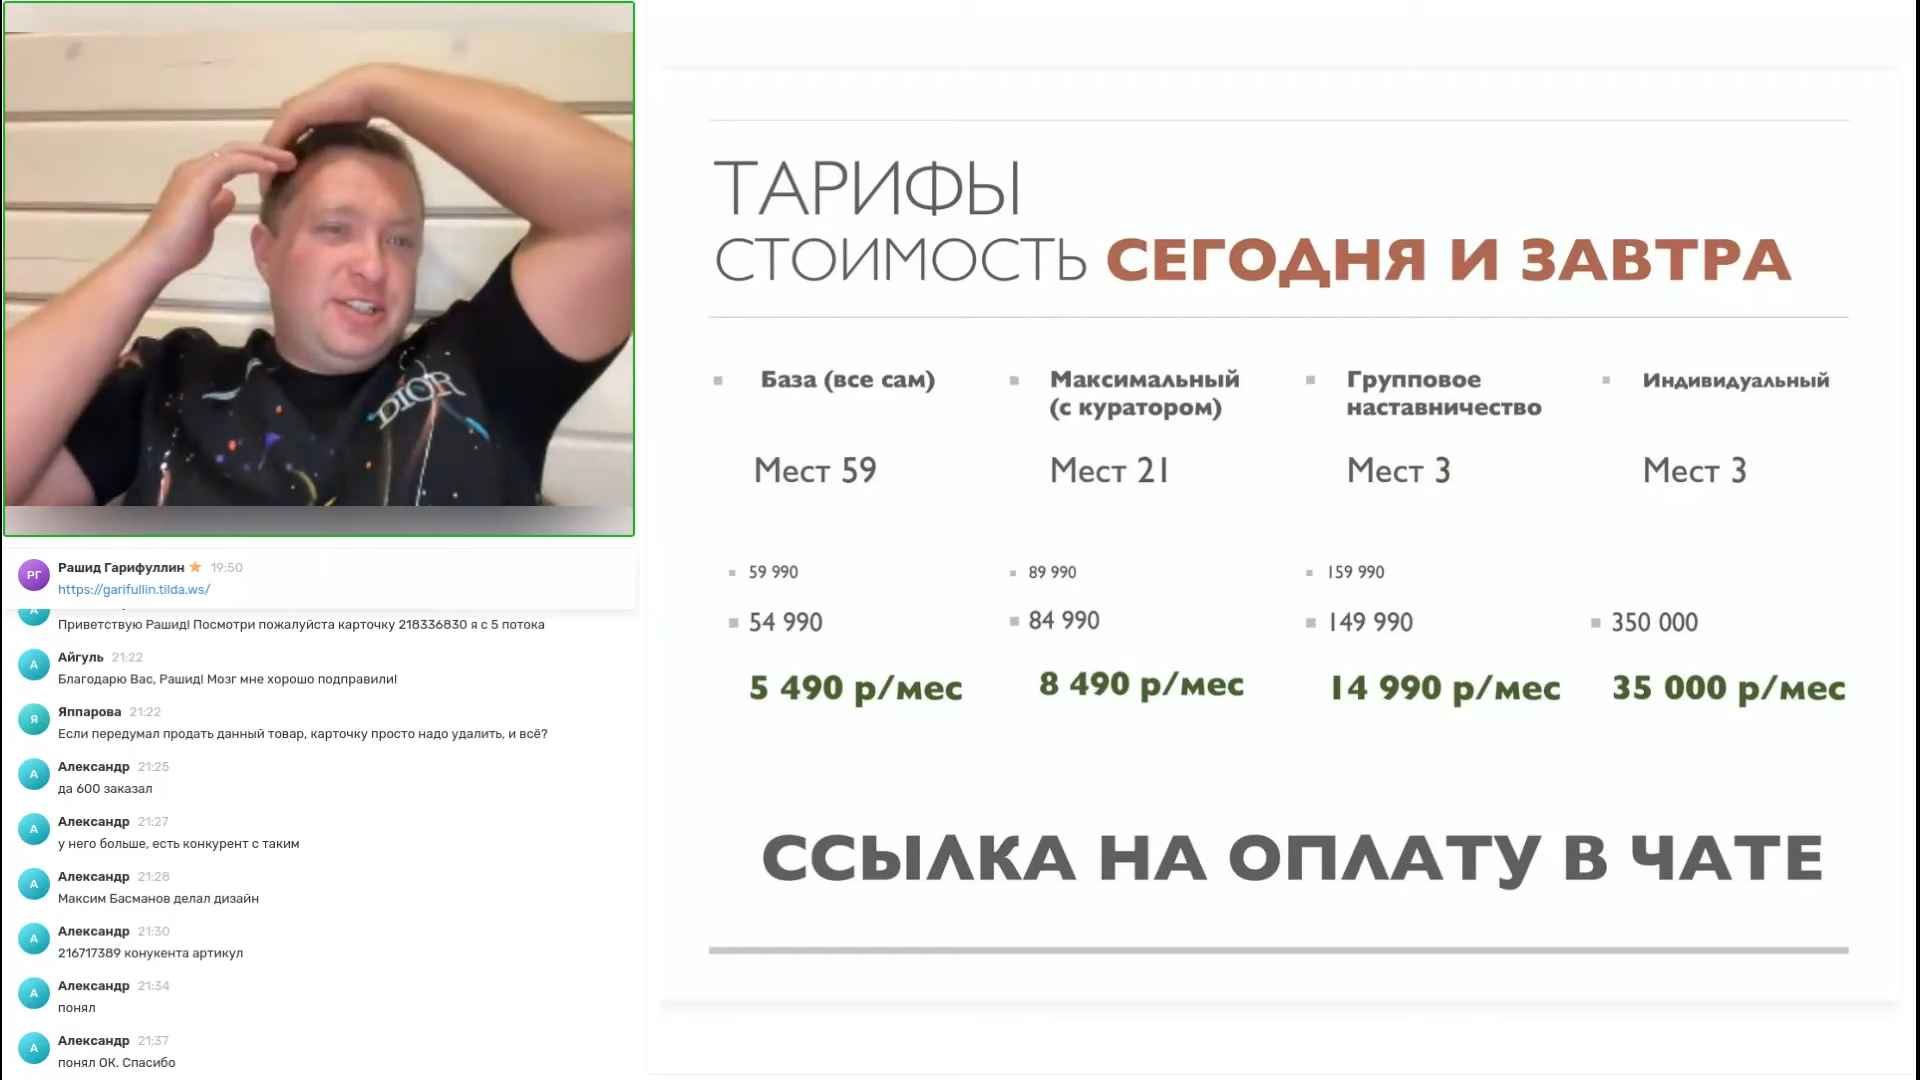 DIOR
РГ
Рашид Гарифуллин 19:50
https://garifullin.tilda.ws/
А
Приветствую Рашид! Посмотри пожалуйста карточку 218336830 я с 5 потока
А
Айгуль 21:22
Благодарю Вас, Рашид! Мозг мне хорошо подправили!
Я
Яппарова 21:22
Если передумал продать данный товар, карточку просто надо удалить, и всё?
А
Александр 21:25
да 600 заказал
А
Александр 21:27
у него больше, есть конкурент с таким
А
Александр 21:28
Максим Басманов делал дизайн
А
Александр 21:30
216717389 конукента артикул
А
Александр 21:34
понял
А
Александр 21:37
понял ОК. Спасибо
ТАРИФЫ
СТОИМОСТЬ СЕГОДНЯ И ЗАВТРА
База (все сам)
Мест 59
59 990
54 990
5 490 р/мес
Максимальный
(с куратором)
Мест 21
89 990
84 990
8 490 р/мес
Групповое
наставничество
Мест 3
159 990
149 990
14 990 р/мес
Индивидуальный
Мест 3
350 000
35 000 р/мес
ССЫЛКА НА ОПЛАТУ В ЧАТЕ